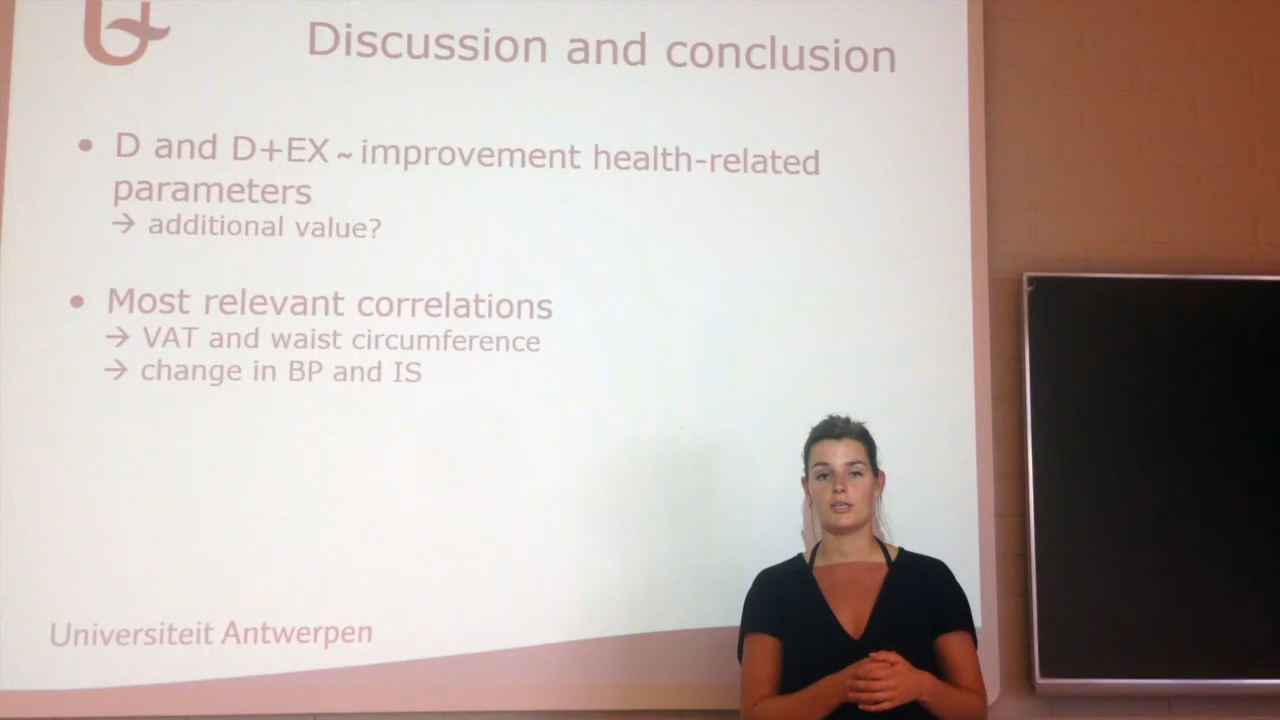 Discussion and conclusion
• D and D+EX ~ improvement health-related
parameters
→ additional value?
• Most relevant correlations
→ VAT and waist circumference
→ change in BP and IS
Universiteit Antwerpen